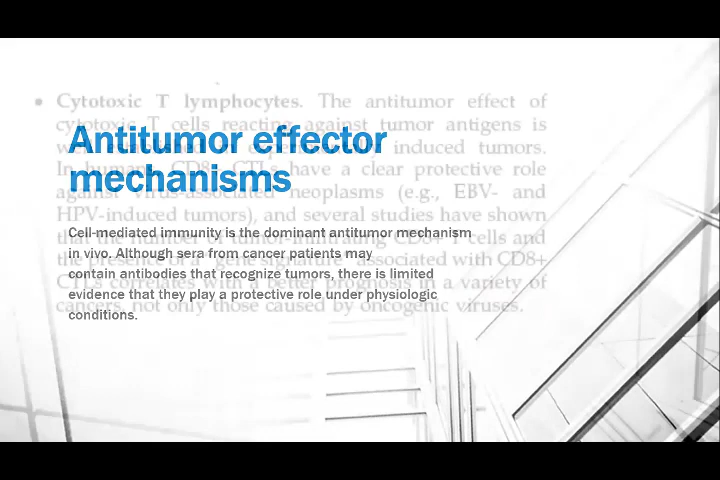 Antitumor effector
mechanisms
Cell-mediated immunity is the dominant antitumor mechanism
in vivo. Although sera from cancer patients may
contain antibodies that recognize tumors, there is limited
evidence that they play a protective role under physiologic
conditions.
• Cytotoxic T lymphocytes. The antitumor effect of
cytotoxic T cells reacting against tumor antigens is
induced tumors.
In CD8+ CTLs have a clear protective role
against virus-associated neoplasms (e.g., EBV- and
HPV-induced tumors), and several studies have shown
that the number of tumor-infiltrating CD8+ T cells and
the presence of a "gene signature" associated with CD8+
CTLs correlates with a better prognosis in a variety of
cancers, not only those caused by oncogenic viruses.